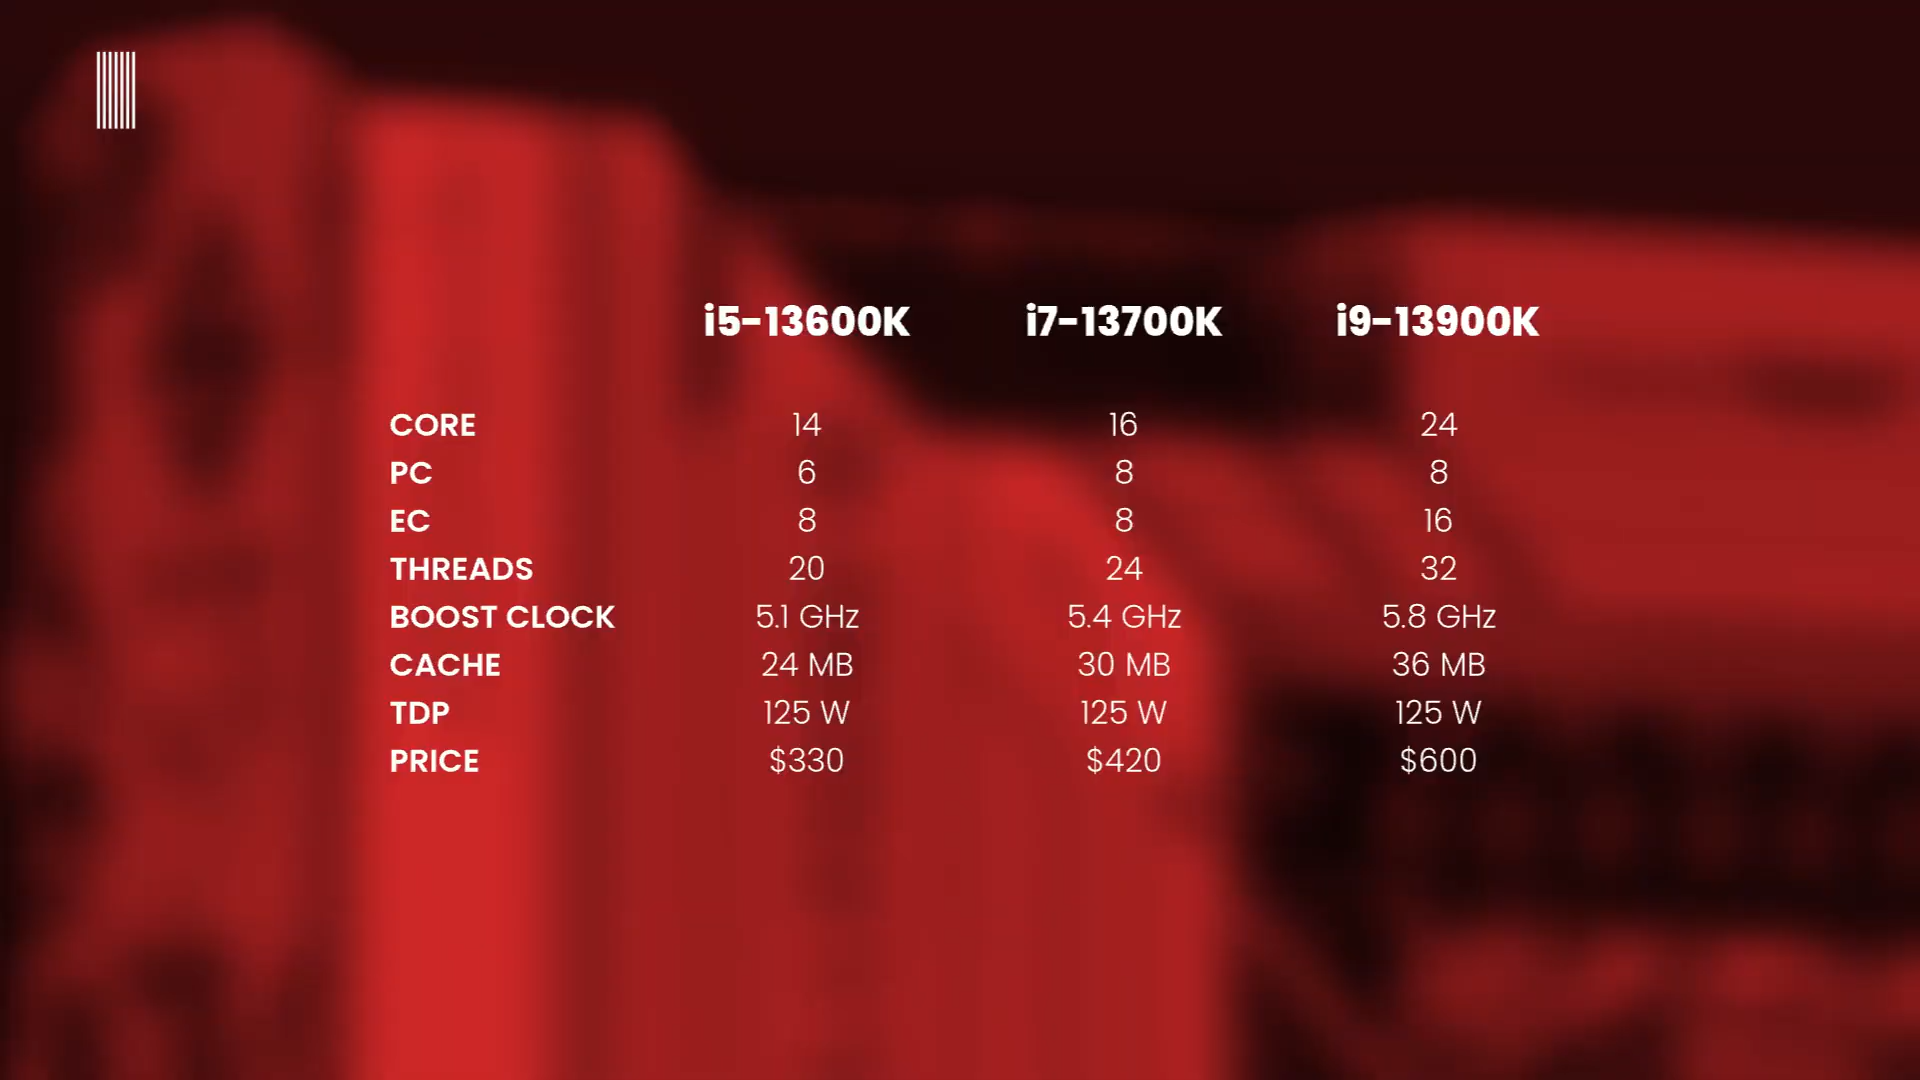 i5-13600K i7-13700K i9-13900K
CORE 14 16 24
PC 6 8 8
EC 8 8 16
THREADS 20 24 32
BOOST CLOCK 5.1 GHz 5.4 GHz 5.8 GHz
CACHE 24 MB 30 MB 36 MB
TDP 125 W 125 W 125 W
PRICE $330 $420 $600